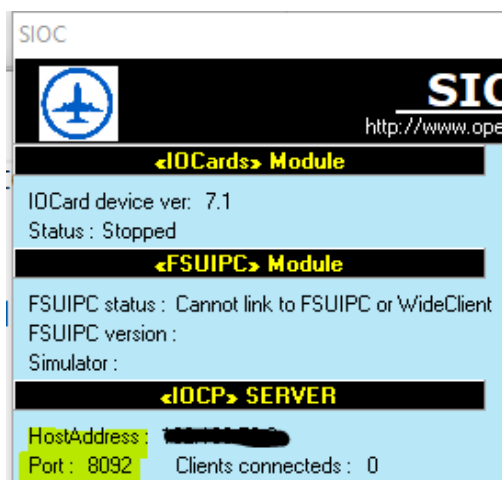 SIOC
SIO
http://www.ope
«IOCards» Module
IOCard device ver: 7.1
Status : Stopped
«FSUIPC» Module
FSUIPC status : Cannot link to FSUIPC or WideClient
FSUIPC version :
Simulator :
«IOCP» SERVER
HostAddress :
Port : 8092 Clients connecteds : 0